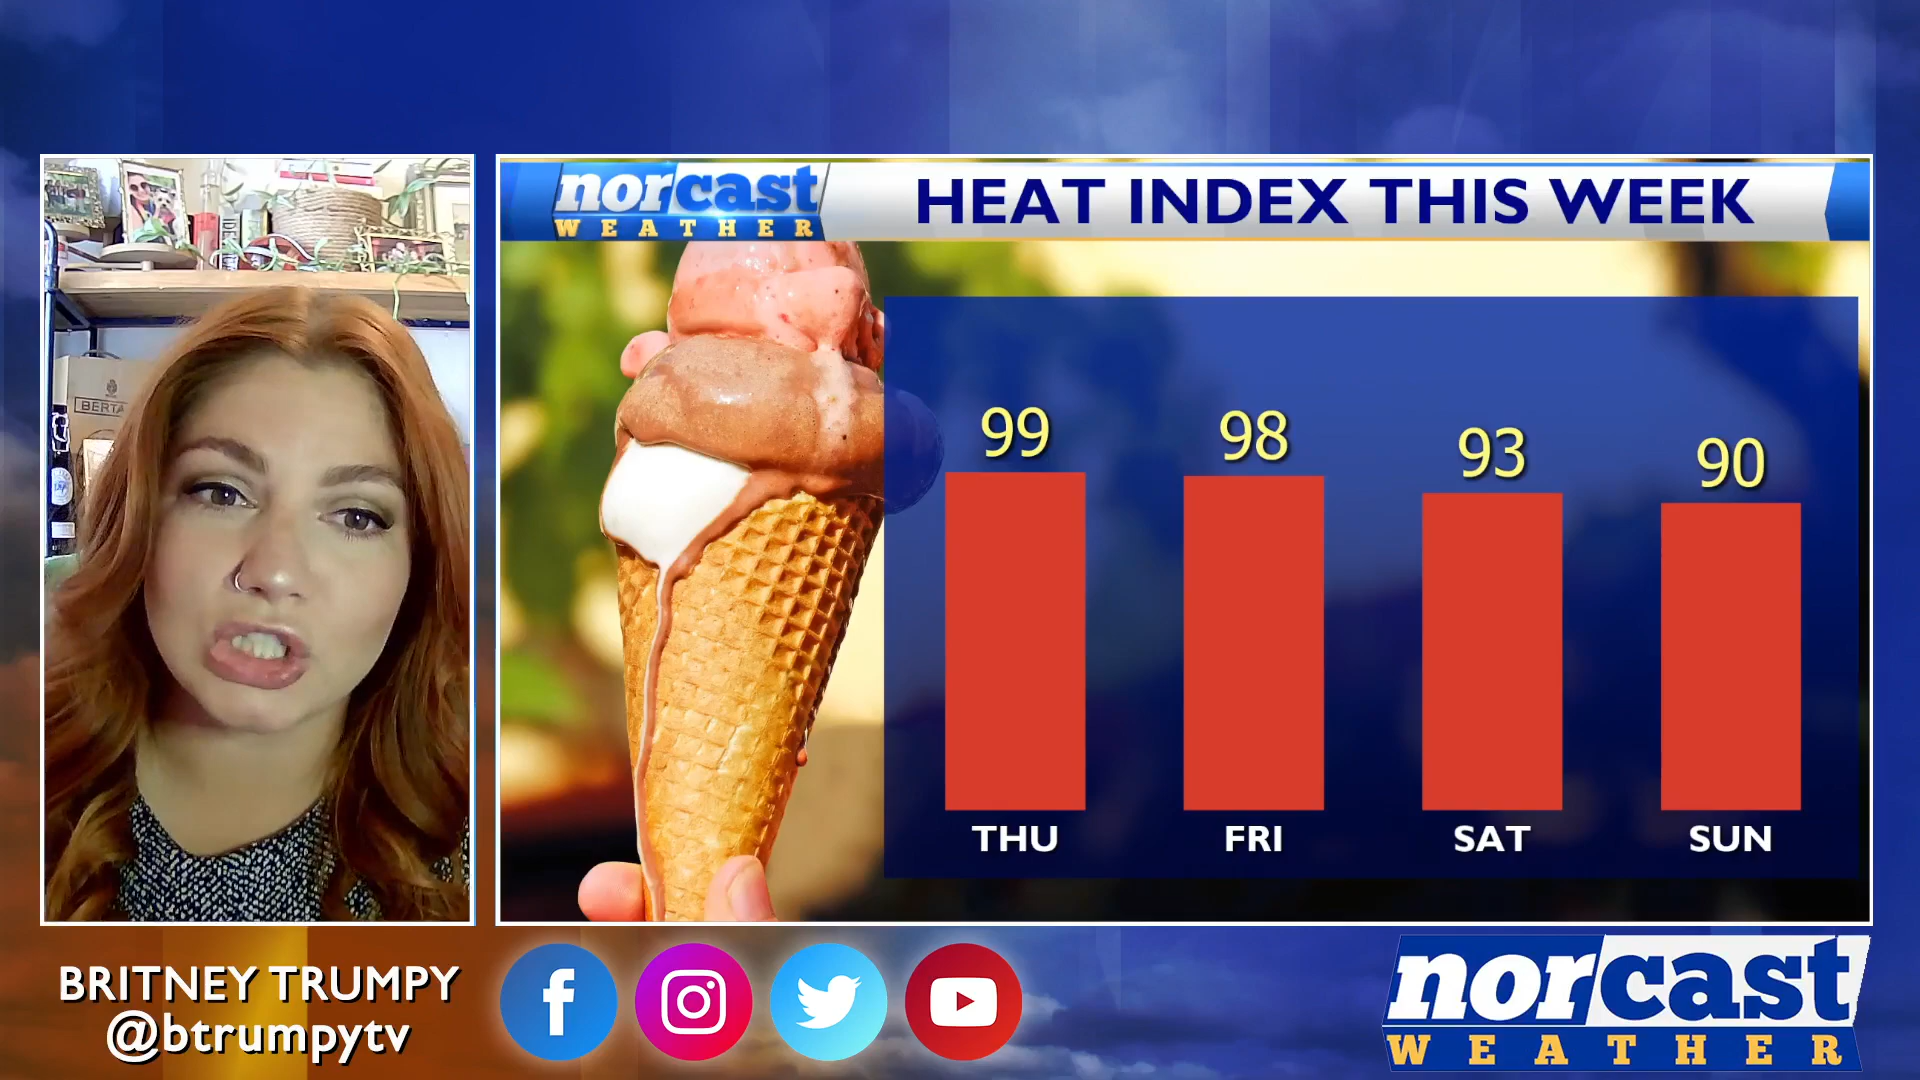 norcast
WEATHER
HEAT INDEX THIS WEEK
BERTA
99
98
93
90
THU
FRI
SAT
SUN
BRITNEY TRUMPY
@btrumpytv
f
norcast
WEATHER